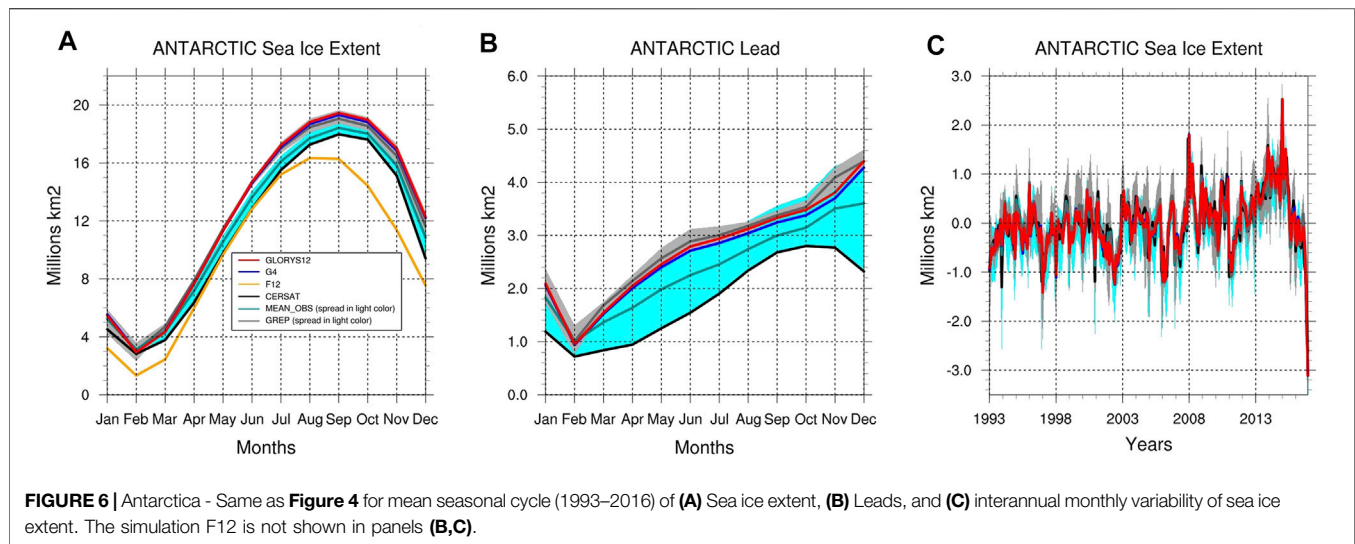 A
ANTARCTIC Sea Ice Extent
Millions km2
20
16
12
8
4
0
GLORYS12
G4
F12
CERSAT
MEAN_OBS (spread in light color)
GREP (spread in light color)
Jan Feb Mar Apr May Jun Jul Aug Sep Oct Nov Dec
Months
B
ANTARCTIC Lead
Millions km2
6.0
5.0
4.0
3.0
2.0
1.0
0.0
Jan Feb Mar Apr May Jun Jul Aug Sep Oct Nov Dec
Months
C
ANTARCTIC Sea Ice Extent
Millions km2
3.0
2.0
1.0
0.0
-1.0
-2.0
-3.0
1993 1998 2003 2008 2013
Years
FIGURE 6 | Antarctica - Same as Figure 4 for mean seasonal cycle (1993–2016) of (A) Sea ice extent, (B) Leads, and (C) interannual monthly variability of sea ice
extent. The simulation F12 is not shown in panels (B,C).